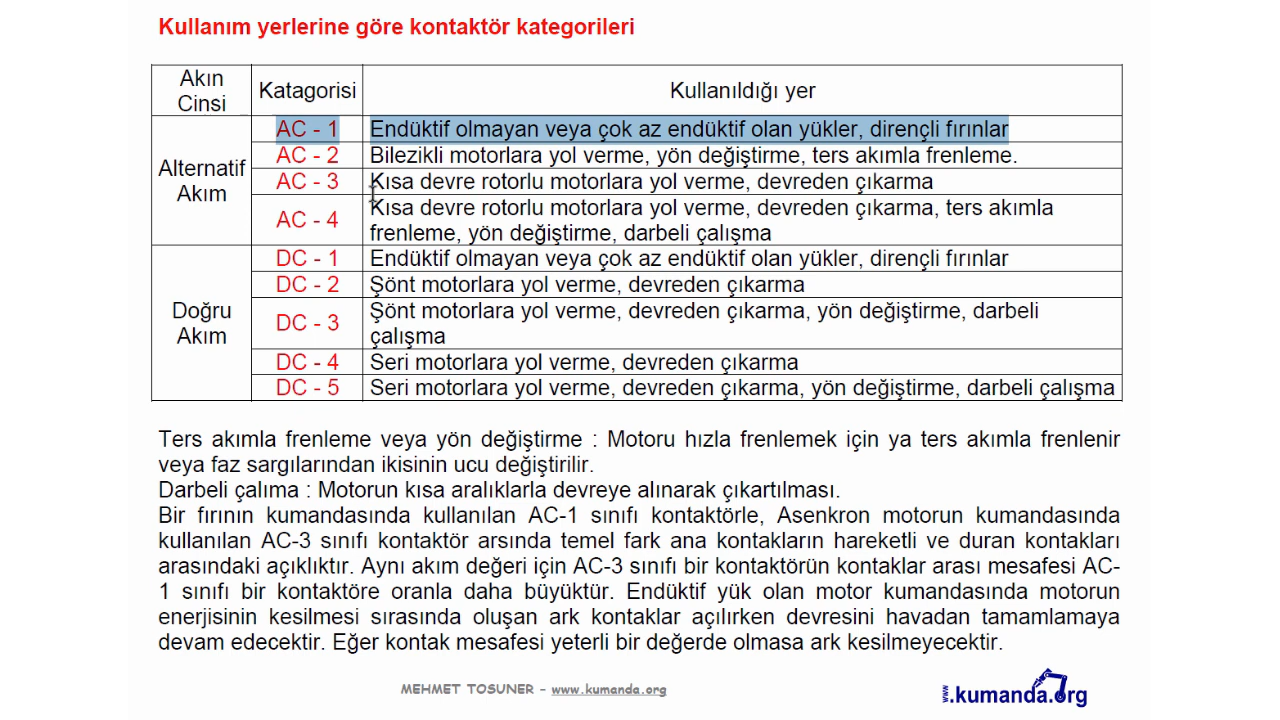 Kullanım yerlerine göre kontaktör kategorileri
Akın Cinsi
Katagorisi
Kullanıldığı yer
Alternatif Akım
AC - 1
Endüktif olmayan veya çok az endüktif olan yükler, dirençli fırınlar
AC - 2
Bilezikli motorlara yol verme, yön değiştirme, ters akımla frenleme.
AC - 3
Kısa devre rotorlu motorlara yol verme, devreden çıkarma
AC - 4
Kısa devre rotorlu motorlara yol verme, devreden çıkarma, ters akımla
frenleme, yön değiştirme, darbeli çalışma
Doğru Akım
DC - 1
Endüktif olmayan veya çok az endüktif olan yükler, dirençli fırınlar
DC - 2
Şönt motorlara yol verme, devreden çıkarma
DC - 3
Şönt motorlara yol verme, devreden çıkarma, yön değiştirme, darbeli
çalışma
DC - 4
Seri motorlara yol verme, devreden çıkarma
DC - 5
Seri motorlara yol verme, devreden çıkarma, yön değiştirme, darbeli çalışma
Ters akımla frenleme veya yön değiştirme : Motoru hızla frenlemek için ya ters akımla frenlenir
veya faz sargılarından ikisinin ucu değiştirilir.
Darbeli çalıma : Motorun kısa aralıklarla devreye alınarak çıkartılması.
Bir fırının kumandasında kullanılan AC-1 sınıfı kontaktörle, Asenkron motorun kumandasında
kullanılan AC-3 sınıfı kontaktör arsında temel fark ana kontakların hareketli ve duran kontakları
arasındaki açıklıktır. Aynı akım değeri için AC-3 sınıfı bir kontaktörün kontaklar arası mesafesi AC-
1 sınıfı bir kontaktöre oranla daha büyüktür. Endüktif yük olan motor kumandasında motorun
enerjisinin kesilmesi sırasında oluşan ark kontaklar açılırken devresini havadan tamamlamaya
devam edecektir. Eğer kontak mesafesi yeterli bir değerde olmasa ark kesilmeyecektir.
MEHMET TOSUNER - www.kumanda.org
www.kumanda.org